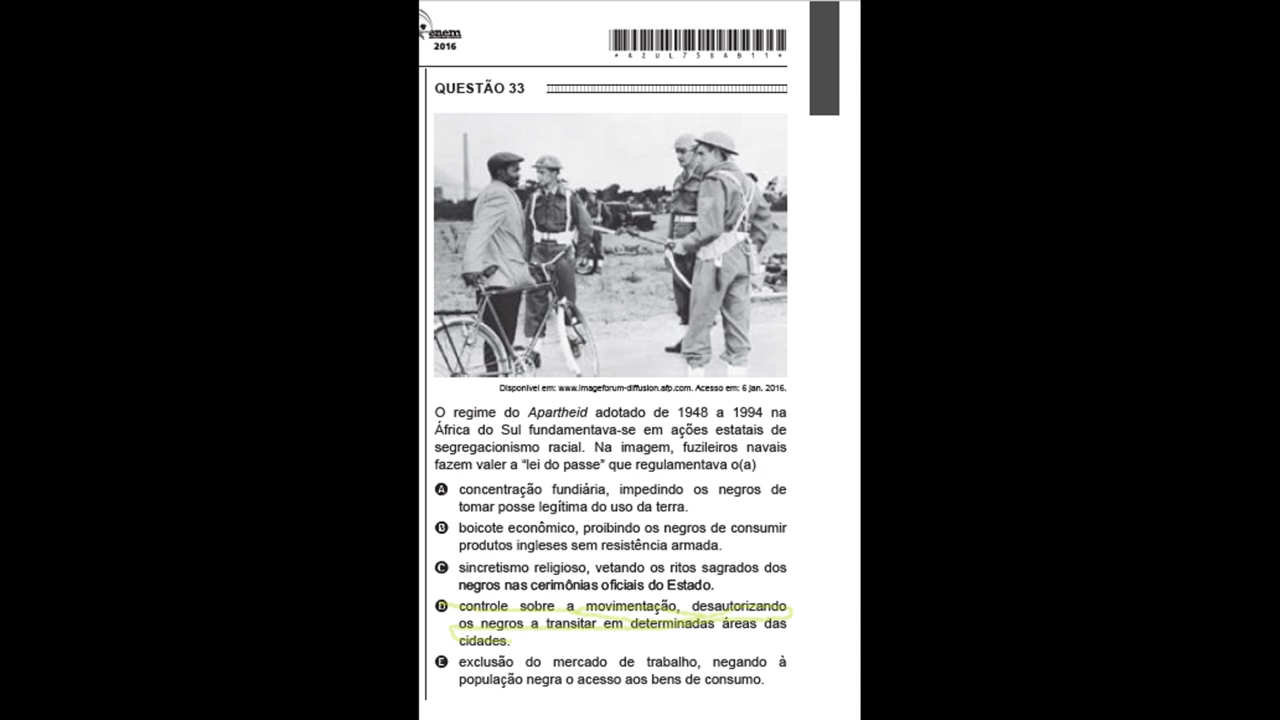 enem
2016
*AZUL75SAB11*
QUESTÃO 33
Disponível em: www.imageforum-diffusion.afp.com. Acesso em: 6 jan. 2016.
O regime do Apartheid adotado de 1948 a 1994 na
África do Sul fundamentava-se em ações estatais de
segregacionismo racial. Na imagem, fuzileiros navais
fazem valer a “lei do passe” que regulamentava o(a)
A concentração fundiária, impedindo os negros de
tomar posse legítima do uso da terra.
B boicote econômico, proibindo os negros de consumir
produtos ingleses sem resistência armada.
C sincretismo religioso, vetando os ritos sagrados dos
negros nas cerimônias oficiais do Estado.
D controle sobre a movimentação, desautorizando
os negros a transitar em determinadas áreas das
cidades.
E exclusão do mercado de trabalho, negando à
população negra o acesso aos bens de consumo.